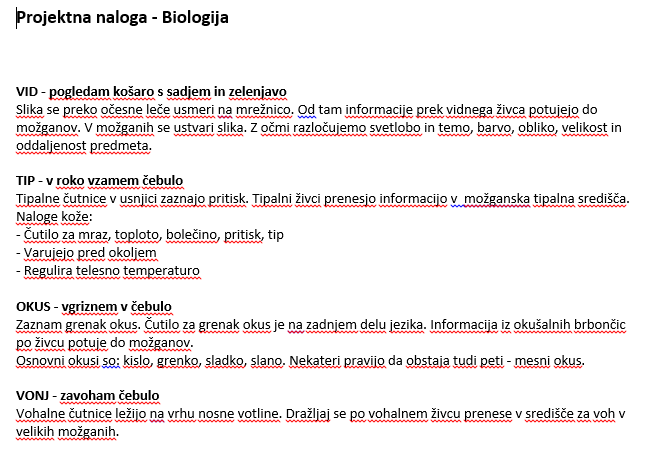 Projektna naloga - Biologija
VID - pogledam košaro s sadjem in zelenjavo
Slika se preko očesne leče usmeri na mrežnico. Od tam informacije prek vidnega živca potujejo do
možganov. V možganih se ustvari slika. Z očmi razločujemo svetlobo in temo, barvo, obliko, velikost in
oddaljenost predmeta.
TIP - v roko vzamem čebulo
Tipalne čutnice v usnjici zaznajo pritisk. Tipalni živci prenesjo informacijo v  možganska tipalna središča.
Naloge kože:
- Čutilo za mraz, toploto, bolečino, pritisk, tip
- Varujejo pred okoljem
- Regulira telesno temperaturo
OKUS - vgriznem v čebulo
Zaznam grenak okus. Čutilo za grenak okus je na zadnjem delu jezika. Informacija iz okušalnih brbončic
po živcu potuje do možganov.
Osnovni okusi so: kislo, grenko, sladko, slano. Nekateri pravijo da obstaja tudi peti - mesni okus.
VONJ - zavoham čebulo
Vohalne čutnice ležijo na vrhu nosne votline. Dražljaj se po vohalnem živcu prenese v središče za voh v
velikih možganih.